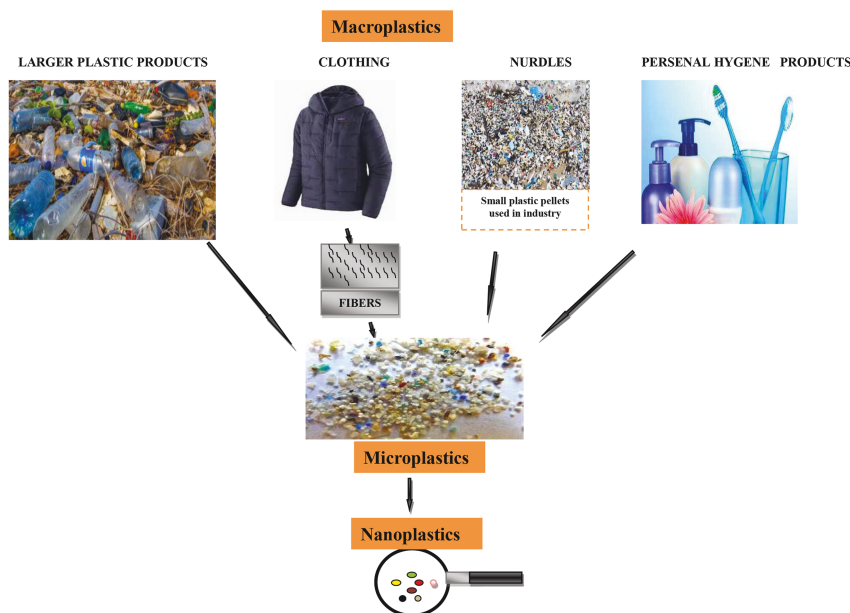 Macroplastics
LARGER PLASTIC PRODUCTS
CLOTHING
NURDLES
PERSENAL HYGENE PRODUCTS
Small plastic pellets
used in industry
FIBERS
Microplastics
Nanoplastics